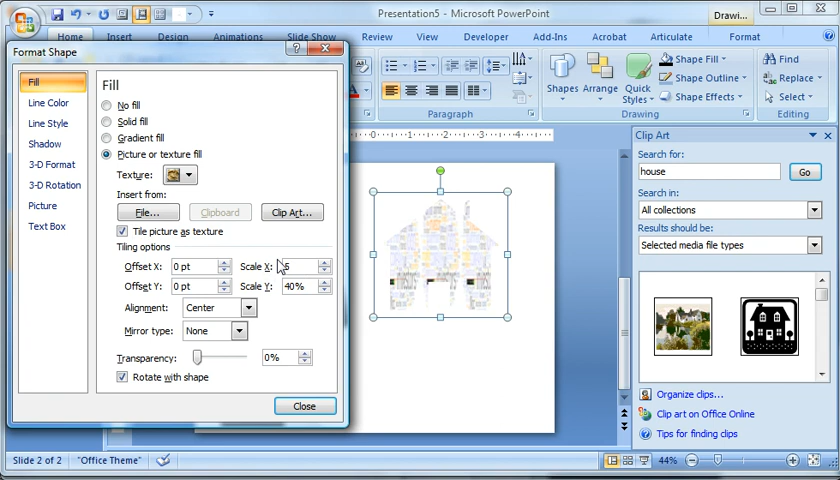 Presentation5 - Microsoft PowerPoint
Drawi...
Home Insert Design Animations Slide Show Review View Developer Add-Ins Acrobat Articulate Format
Format Shape
Fill
Line Color
Line Style
Shadow
3-D Format
3-D Rotation
Picture
Text Box
Fill
No fill
Solid fill
Gradient fill
Picture or texture fill
Texture:
Insert from:
File... Clipboard Clip Art...
Tile picture as texture
Tiling options
Offset X: 0 pt Scale X: 5
Offset Y: 0 pt Scale Y: 40%
Alignment: Center
Mirror type: None
Transparency: 0%
Rotate with shape
Close
Paragraph
Shapes
Arrange
Quick Styles
Shape Fill
Shape Outline
Shape Effects
Drawing
Find
Replace
Select
Editing
0 1 2 3 4
Clip Art
Search for:
house Go
Search in:
All collections
Results should be:
Selected media file types
Organize clips...
Clip art on Office Online
Tips for finding clips
Slide 2 of 2 "Office Theme" 44%